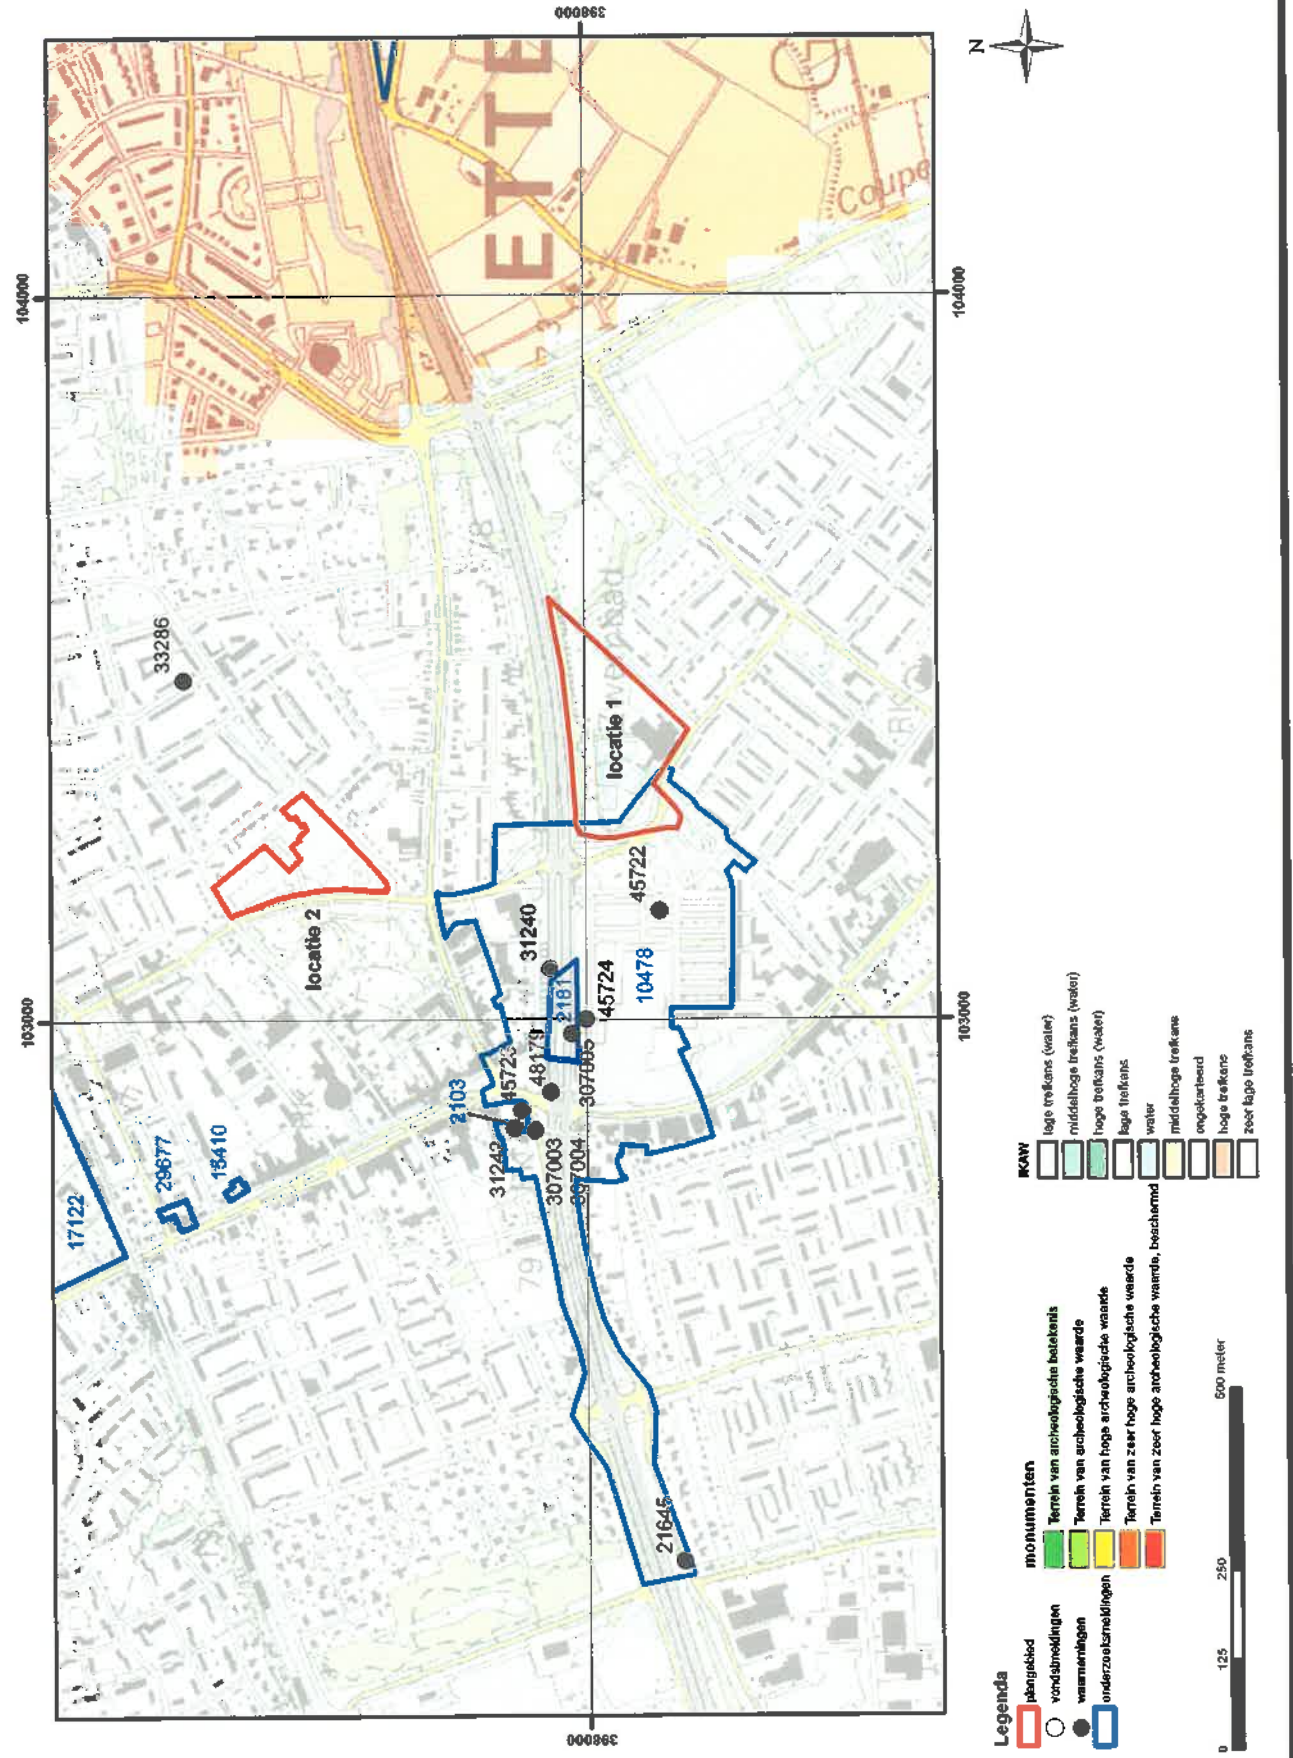 398000
104000
104000
ETTE
Coupe
N
33286
locatie 1
locatie 2
103000
103000
45722
31240
10478
2181
45724
48179
307005
2103
307003
307004
29677
15410
17122
79
78
21645
398000
Legenda
plangebied
vondstmeldingen
waarnemingen
onderzoeksmeldingen
monumenten
Terrein van archeologische betekenis
Terrein van archeologische waarde
Terrein van hoge archeologische waarde
Terrein van zeer hoge archeologische waarde
Terrein van zeer hoge archeologische waarde, beschermd
IKAW
lage trefkans (water)
middelhoge trefkans (water)
hoge trefkans (water)
lage trefkans
water
middelhoge trefkans
ongekarteerd
hoge trefkans
zeer lage trefkans
0 125 250 500 meter